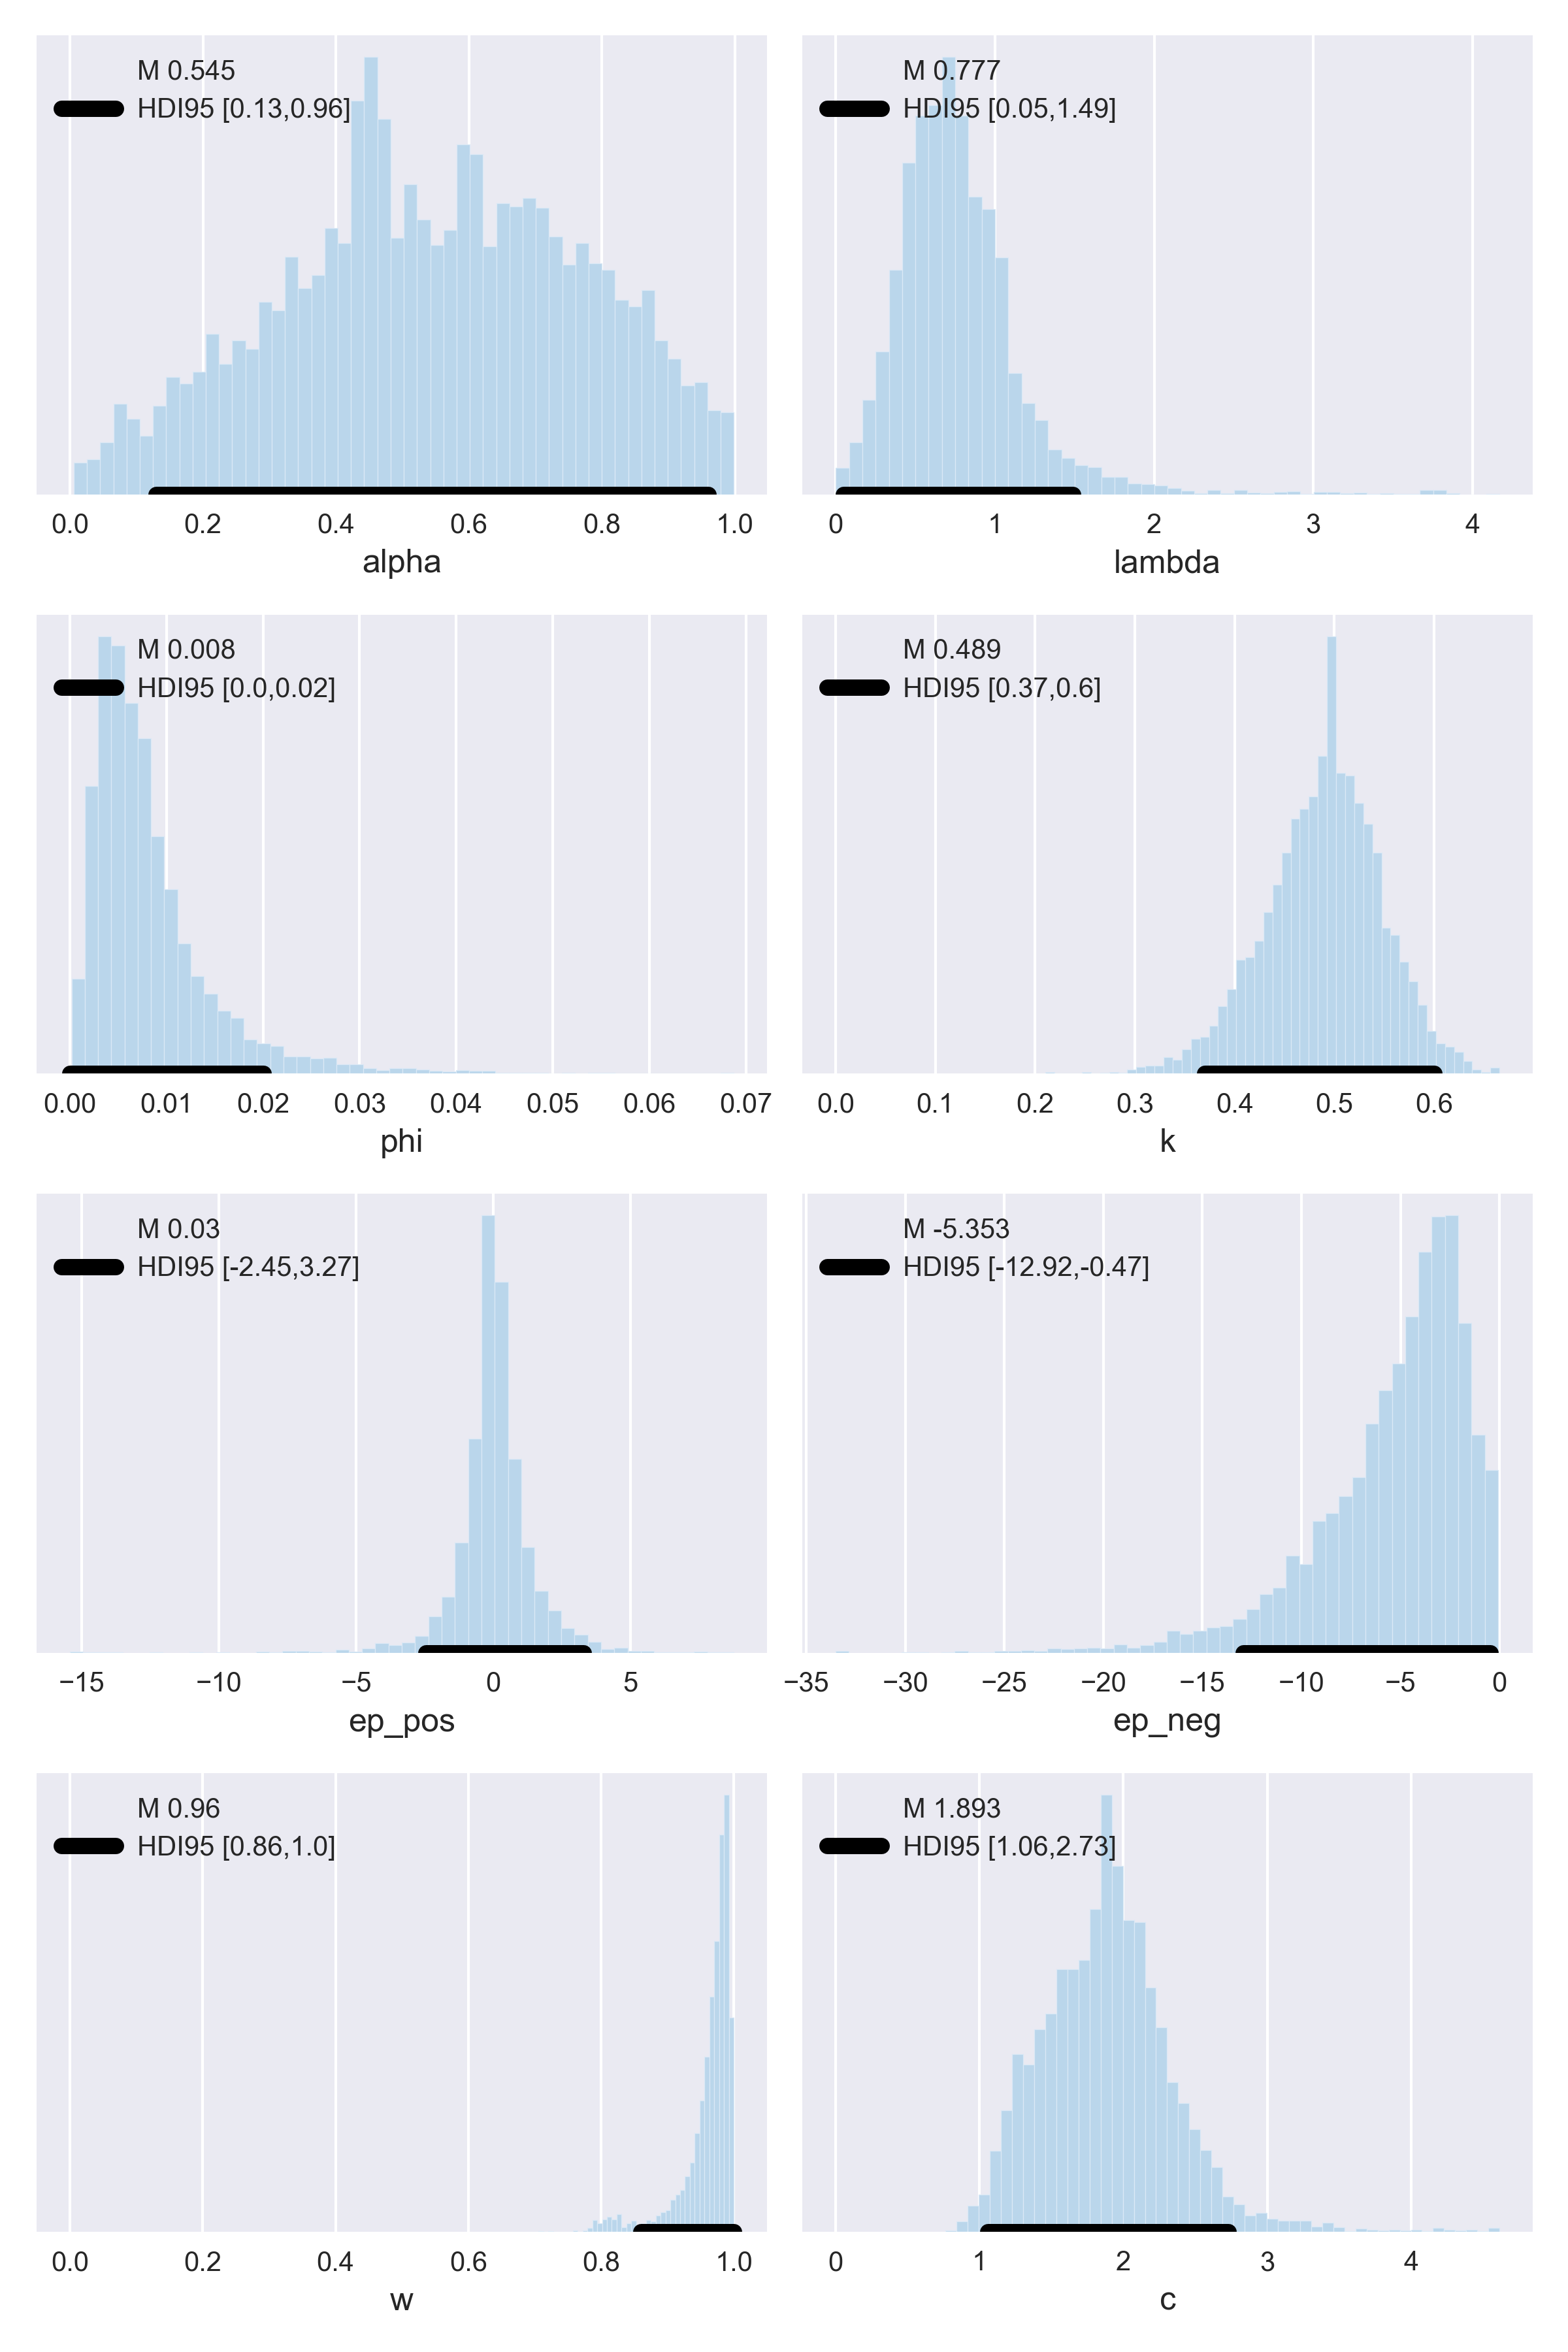 M 0.545
HDI95 [0.13,0.96]
0.0 0.2 0.4 0.6 0.8 1.0
alpha
M 0.777
HDI95 [0.05,1.49]
0 1 2 3 4
lambda
M 0.008
HDI95 [0.0,0.02]
0.00 0.01 0.02 0.03 0.04 0.05 0.06 0.07
phi
M 0.489
HDI95 [0.37,0.6]
0.0 0.1 0.2 0.3 0.4 0.5 0.6
k
M 0.03
HDI95 [-2.45,3.27]
−15 −10 −5 0 5
ep_pos
M -5.353
HDI95 [-12.92,-0.47]
−35 −30 −25 −20 −15 −10 −5 0
ep_neg
M 0.96
HDI95 [0.86,1.0]
0.0 0.2 0.4 0.6 0.8 1.0
w
M 1.893
HDI95 [1.06,2.73]
0 1 2 3 4
c